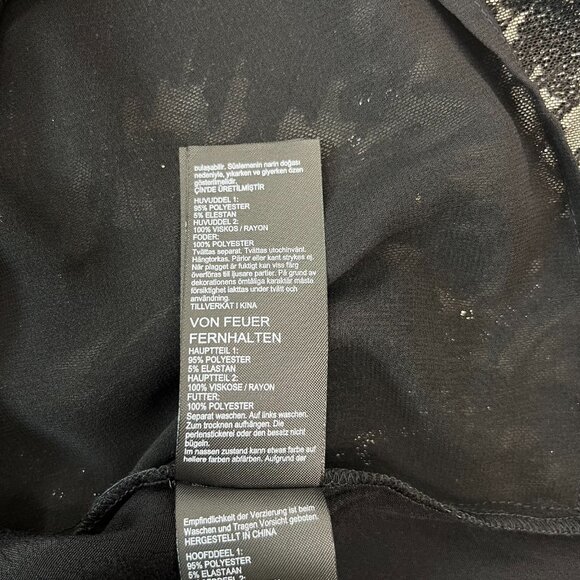 bulaşabilir. Süslemenin narin doğası
nedeniyle, yıkarken ve giyerken özen
gösterilmelidir.
ÇİN'DE ÜRETİLMİŞTİR
HUVUDDEL 1:
95% POLYESTER
5% ELASTAN
HUVUDDEL 2:
100% VISKOS / RAYON
FODER:
100% POLYESTER
Tvättas separat. Tvättas utochinvänt.
Hängtorkas. Pärlor eller kant strykes ej.
När plagget är fuktigt kan viss färg
överföras till ljusare partier. På grund av
dekorationens ömtåliga karaktär måste
försiktighet iakttas under tvätt och
användning.
TILLVERKAT I KINA
VON FEUER
FERNHALTEN
HAUPTTEIL 1:
95% POLYESTER
5% ELASTAN
HAUPTTEIL 2:
100% VISKOSE / RAYON
FUTTER:
100% POLYESTER
Separat waschen. Auf links waschen.
Zum trocknen aufhängen. Die
perlenstickerei oder den besatz nicht
bügeln.
Im nassen zustand kann etwas farbe auf
hellere farben abfärben. Aufgrund der
Empfindlichkeit der Verzierung ist beim
Waschen und Tragen Vorsicht geboten.
HERGESTELLT IN CHINA
HOOFDDEEL 1:
95% POLYESTER
5% ELASTAAN